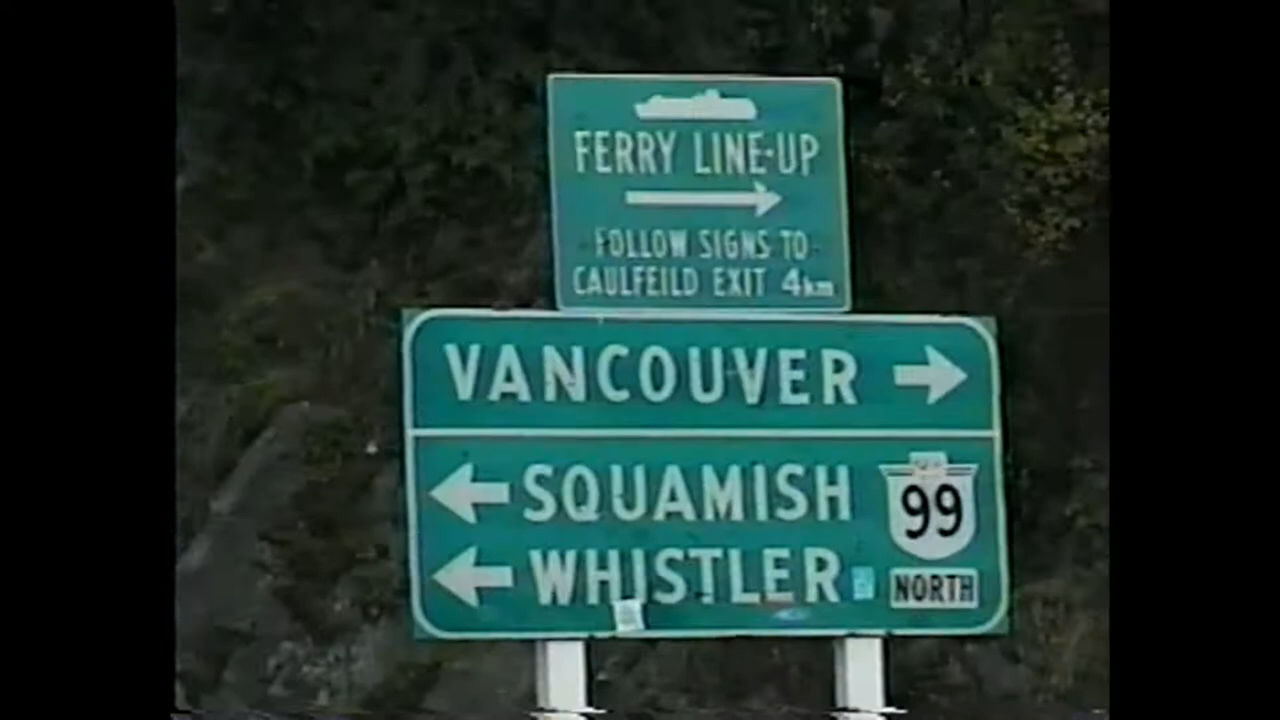 FERRY LINE-UP
FOLLOW SIGNS TO
CAULFEILD EXIT 4km
VANCOUVER
SQUAMISH
99
WHISTLER
NORTH